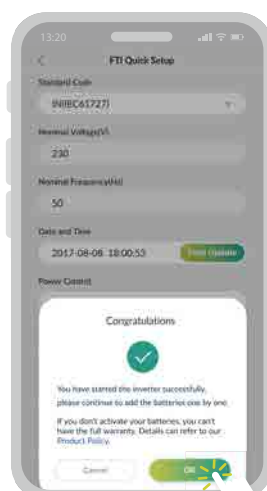 13:20
FTI Quick Setup
Standard Code
IN(IEC61727)
Nominal Voltage(V)
230
Nominal Frequency(Hz)
50
Date and Time
2017-08-08 18:00:53
Update
Power Control
Congratulations
You have started the inverter successfully,
please continue to add the batteries one by one.
If you don't activate your batteries, you can't
have the full warranty. Details can refer to our
Product Policy.
Cancel
OK